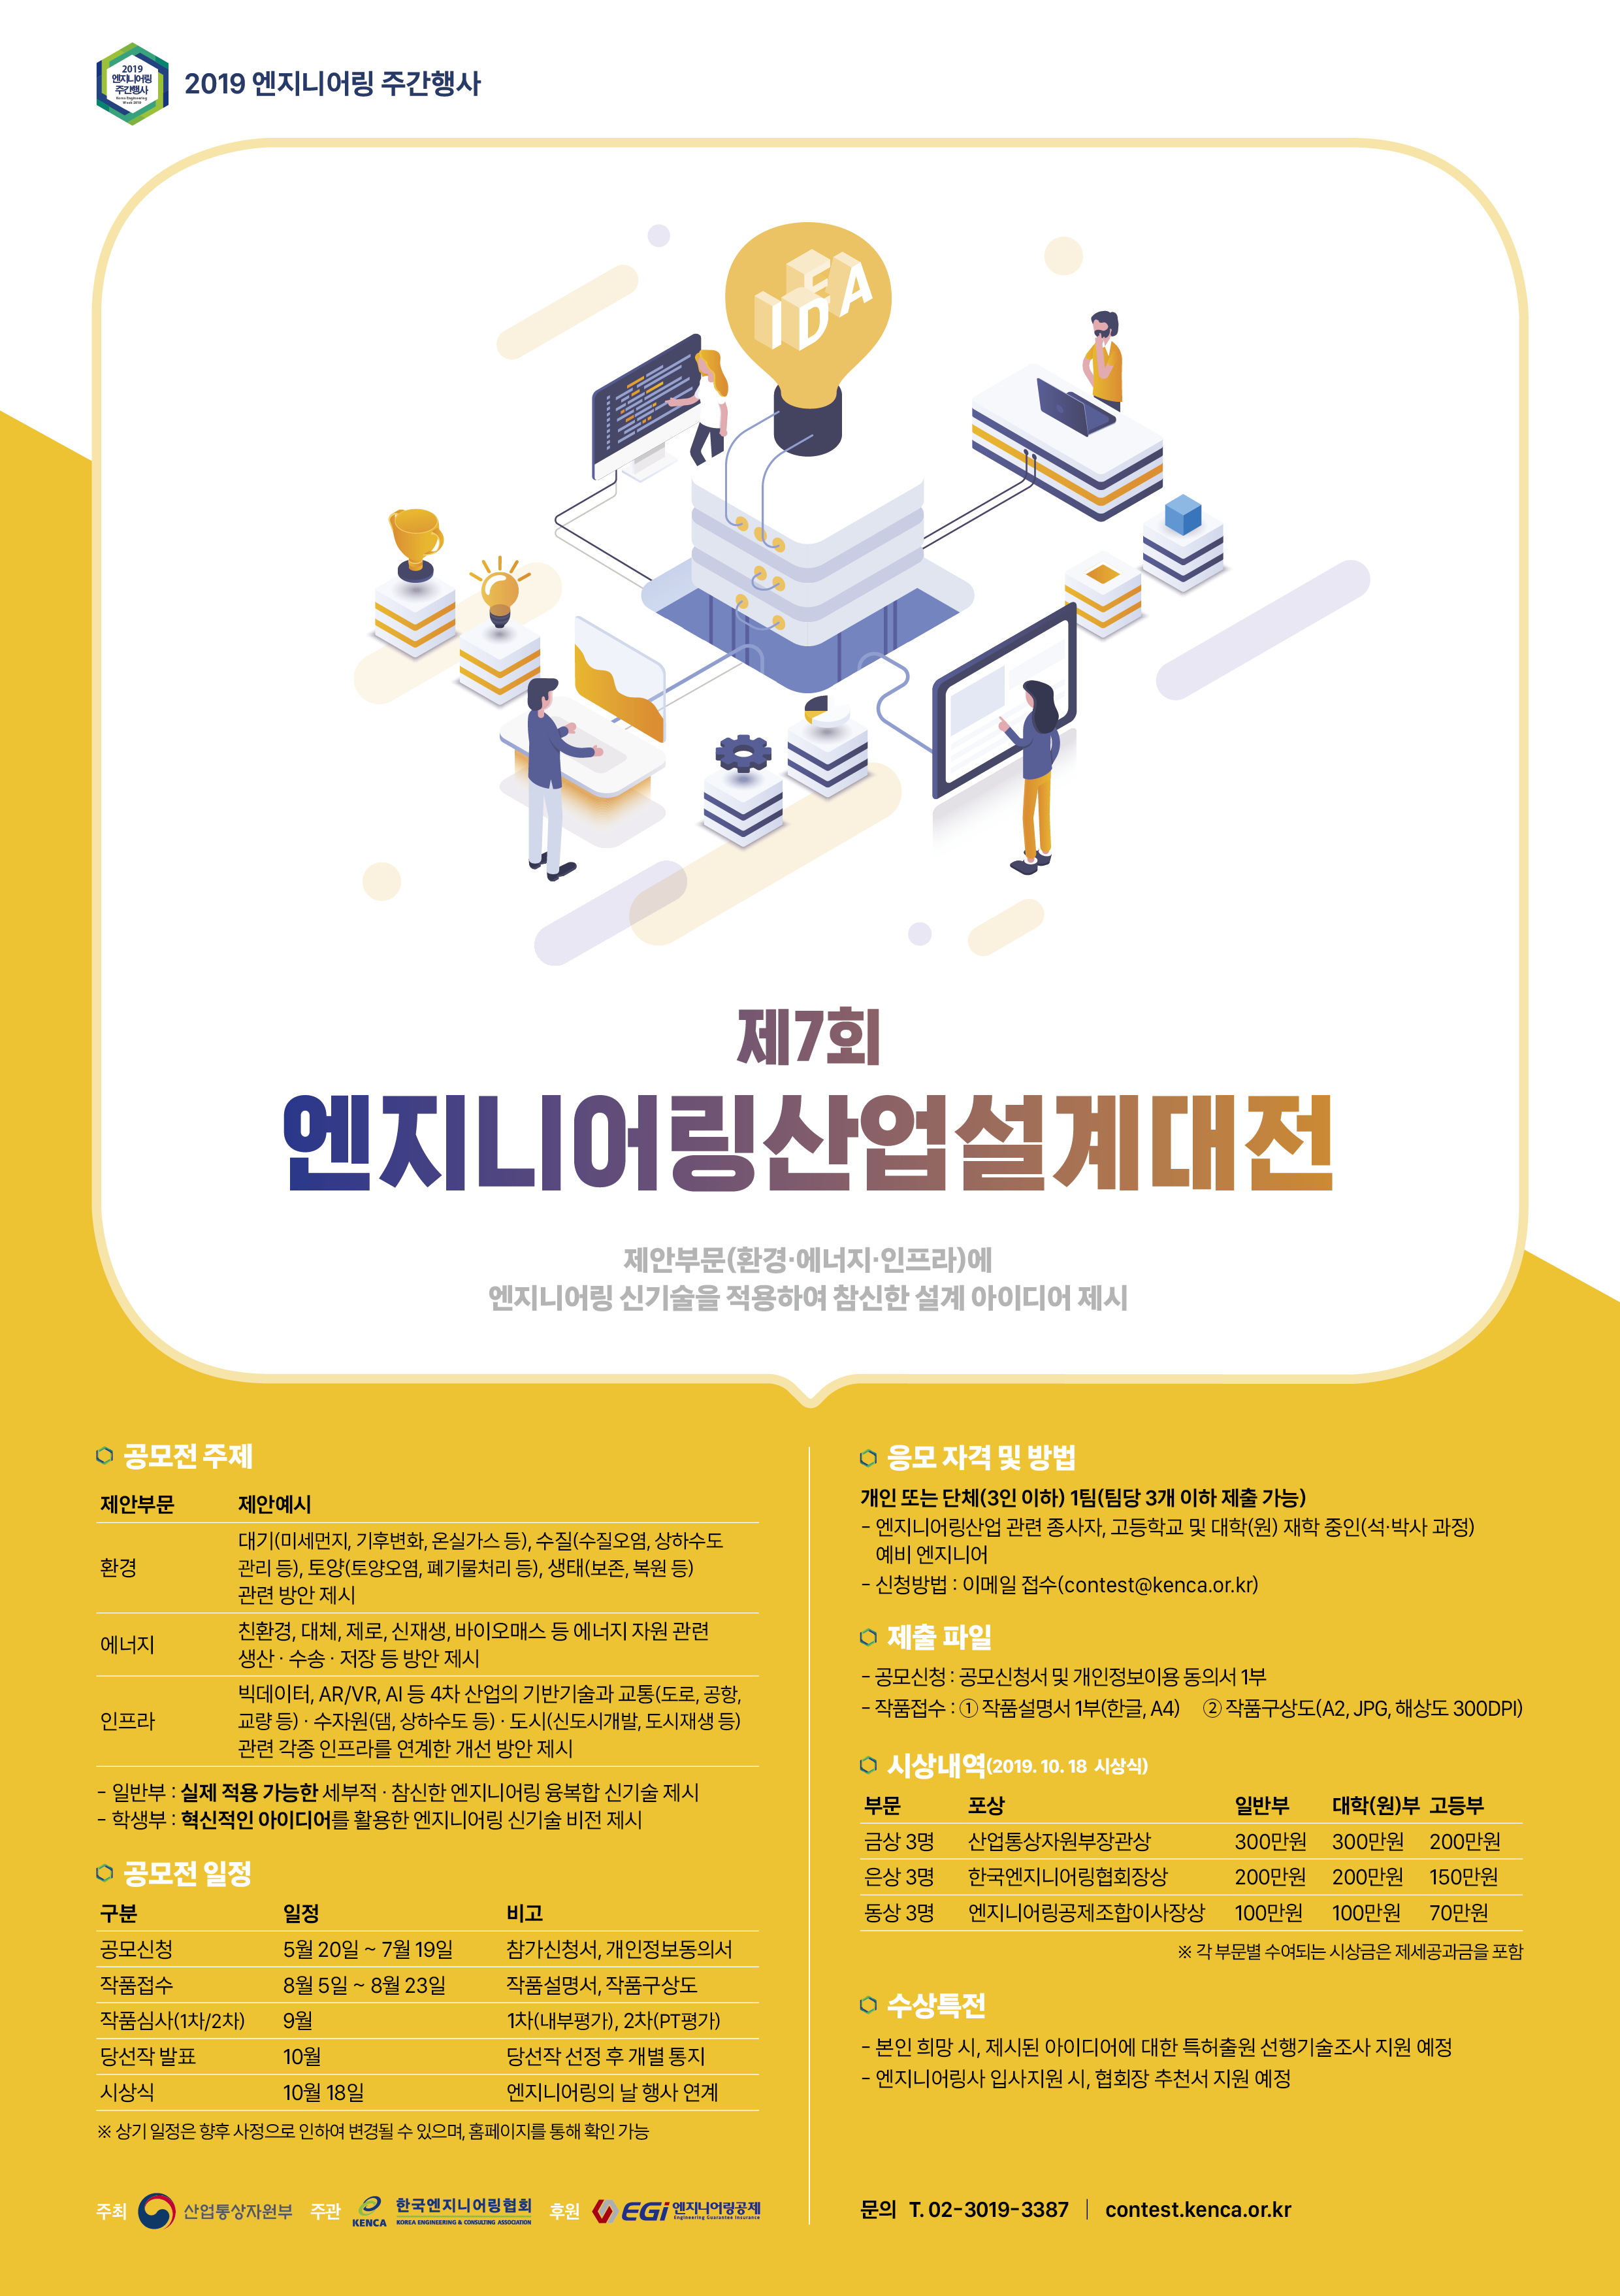 2019
엔지니어링
주간행사
Korea Engineering
Week 2019
2019 엔지니어링 주간행사
IDEA
제7회
엔지니어링산업설계대전
제안부문(환경·에너지·인프라)에
엔지니어링 신기술을 적용하여 참신한 설계 아이디어 제시
공모전 주제
제안부문 제안예시
환경
대기(미세먼지, 기후변화, 온실가스 등), 수질(수질오염, 상하수도
관리 등), 토양(토양오염, 폐기물처리 등), 생태(보존, 복원 등)
관련 방안 제시
에너지
친환경, 대체, 제로, 신재생, 바이오매스 등 에너지 자원 관련
생산 · 수송 · 저장 등 방안 제시
인프라
빅데이터, AR/VR, AI 등 4차 산업의 기반기술과 교통(도로, 공항,
교량 등) · 수자원(댐, 상하수도 등) · 도시(신도시개발, 도시재생 등)
관련 각종 인프라를 연계한 개선 방안 제시
- 일반부 : 실제 적용 가능한 세부적 · 참신한 엔지니어링 융복합 신기술 제시
- 학생부 : 혁신적인 아이디어를 활용한 엔지니어링 신기술 비전 제시
공모전 일정
구분 일정 비고
공모신청 5월 20일 ~ 7월 19일 참가신청서, 개인정보동의서
작품접수 8월 5일 ~ 8월 23일 작품설명서, 작품구상도
작품심사(1차/2차) 9월 1차(내부평가), 2차(PT평가)
당선작 발표 10월 당선작 선정 후 개별 통지
시상식 10월 18일 엔지니어링의 날 행사 연계
※ 상기 일정은 향후 사정으로 인하여 변경될 수 있으며, 홈페이지를 통해 확인 가능
응모 자격 및 방법
개인 또는 단체(3인 이하) 1팀(팀당 3개 이하 제출 가능)
- 엔지니어링산업 관련 종사자, 고등학교 및 대학(원) 재학 중인(석·박사 과정)
예비 엔지니어
- 신청방법 : 이메일 접수(contest@kenca.or.kr)
제출 파일
- 공모신청 : 공모신청서 및 개인정보이용 동의서 1부
- 작품접수 : ① 작품설명서 1부(한글, A4) ② 작품구상도(A2, JPG, 해상도 300DPI)
시상내역(2019. 10. 18 시상식)
부문 포상 일반부 대학(원)부 고등부
금상 3명 산업통상자원부장관상 300만원 300만원 200만원
은상 3명 한국엔지니어링협회장상 200만원 200만원 150만원
동상 3명 엔지니어링공제조합이사장상 100만원 100만원 70만원
※ 각 부문별 수여되는 시상금은 제세공과금을 포함
수상특전
- 본인 희망 시, 제시된 아이디어에 대한 특허출원 선행기술조사 지원 예정
- 엔지니어링사 입사지원 시, 협회장 추천서 지원 예정
주최 산업통상자원부 주관 KENCA 한국엔지니어링협회 KOREA ENGINEERING & CONSULTING ASSOCIATION 후원 EGi 엔지니어링공제 Engineering Guarantee Insurance
문의 T. 02-3019-3387 | contest.kenca.or.kr